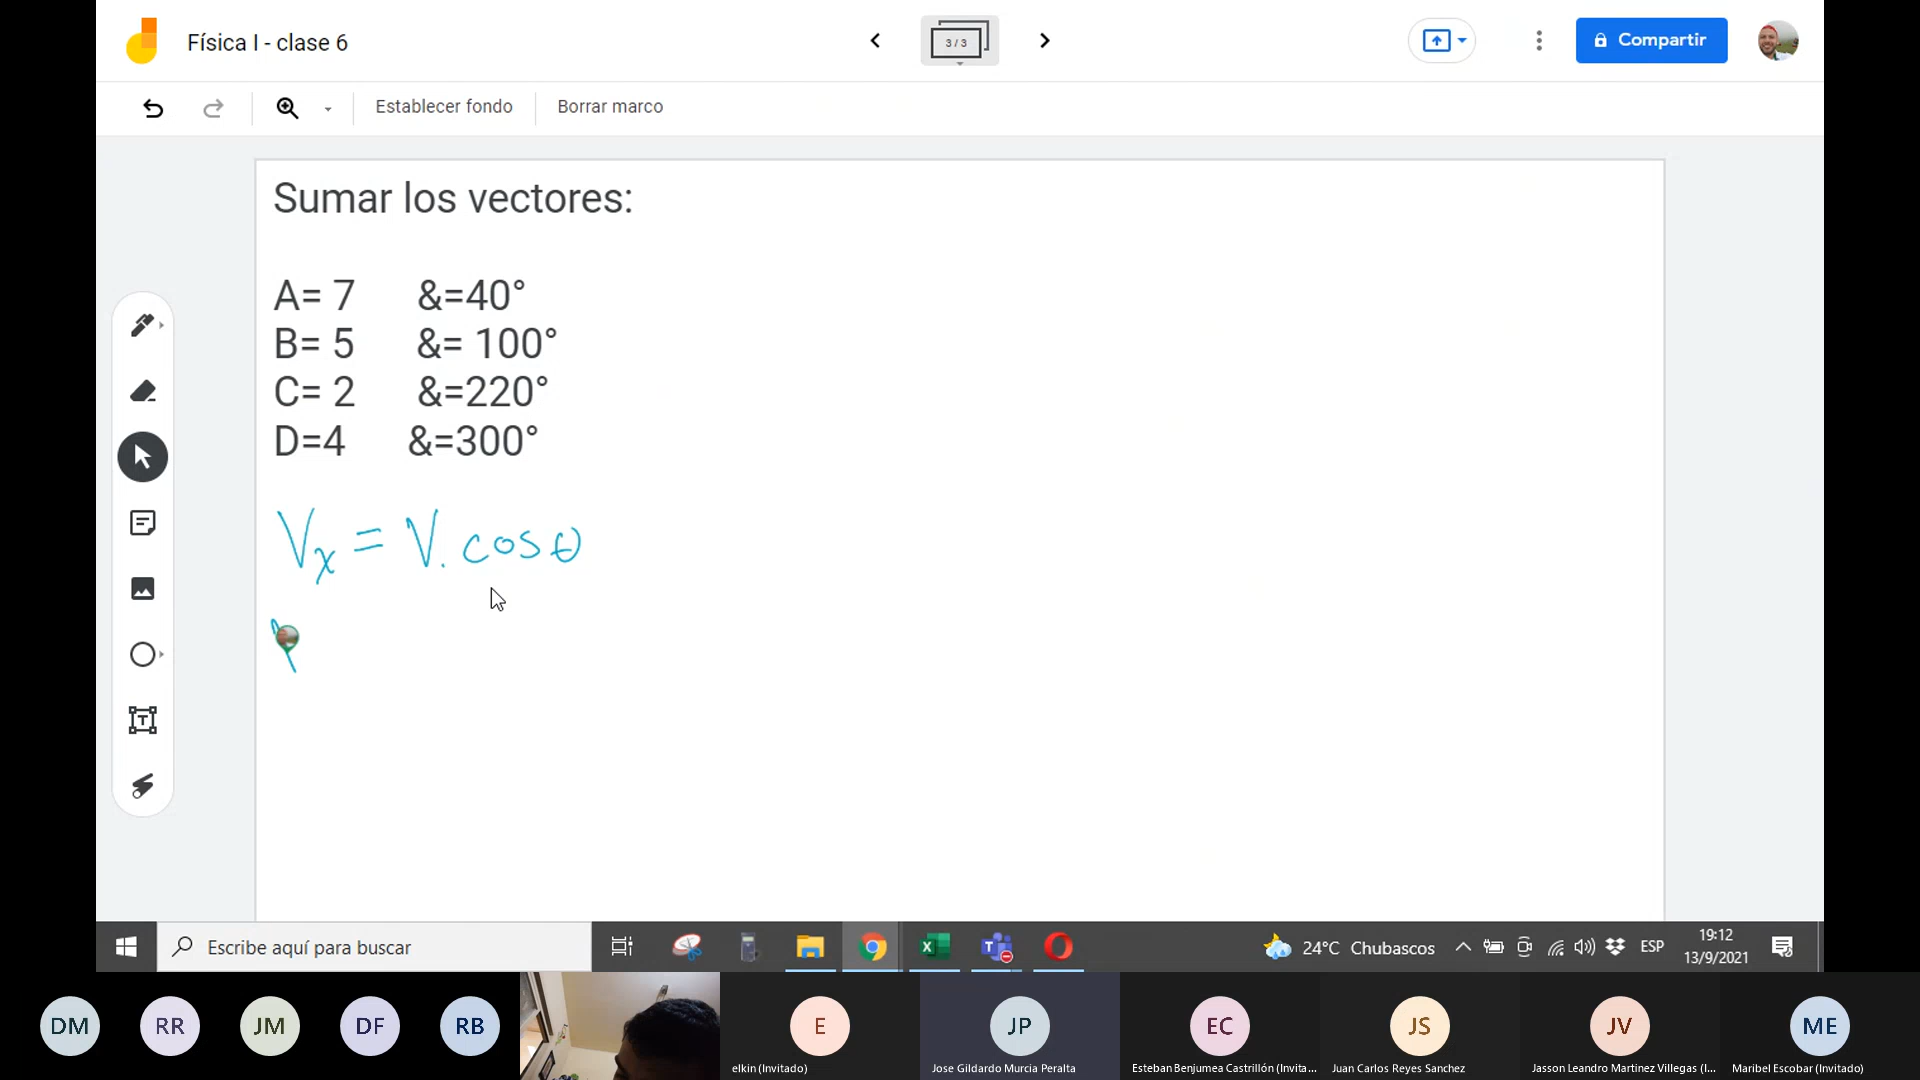 Física I - clase 6
3 / 3
Compartir
Establecer fondo
Borrar marco
Sumar los vectores:
A= 7 &=40°
B= 5 &= 100°
C= 2 &=220°
D=4 &=300°
Vx = V. cos θ
Escribe aquí para buscar
24°C Chubascos
ESP
19:12
13/9/2021
DM
RR
JM
DF
RB
E
elkin (Invitado)
JP
Jose Gildardo Murcia Peralta
EC
Esteban Benjumea Castrillón (Invita...
JS
Juan Carlos Reyes Sanchez
JV
Jasson Leandro Martinez Villegas (I...
ME
Maribel Escobar (Invitado)